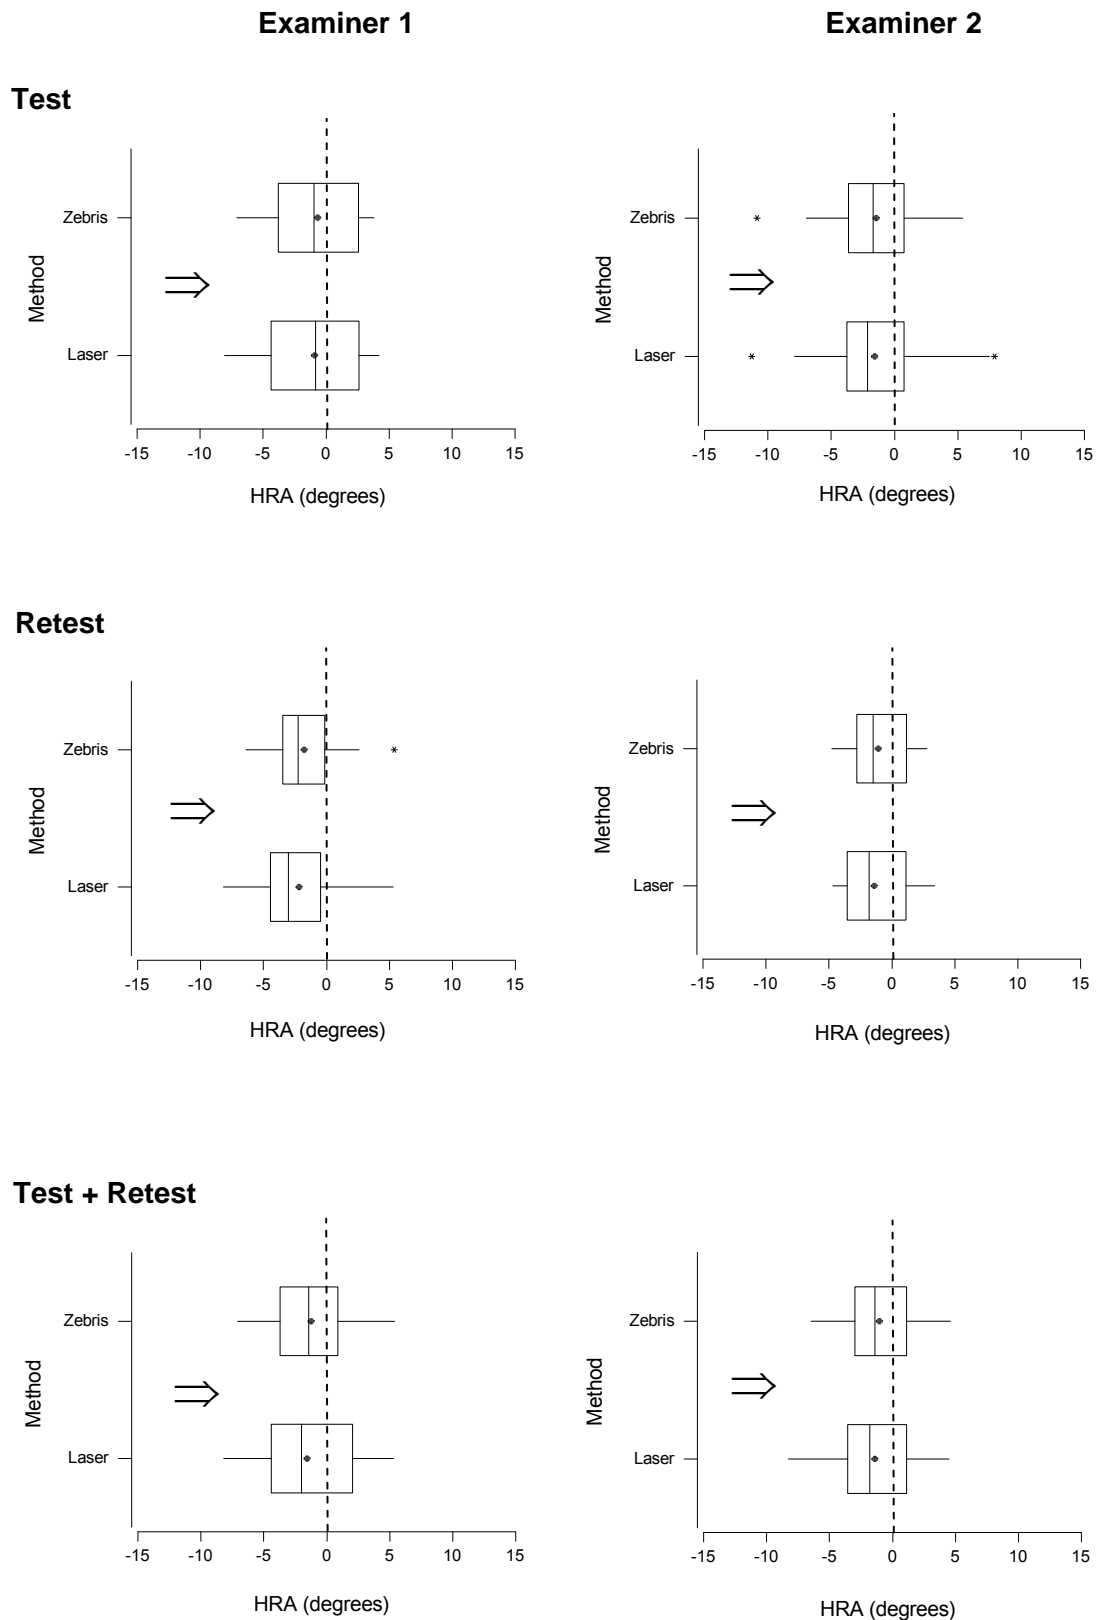 Examiner 1
Examiner 2
Test
Method
Zebris
Laser
-15 -10 -5 0 5 10 15
HRA (degrees)
Method
Zebris
*
Laser
* *
-15 -10 -5 0 5 10 15
HRA (degrees)
Retest
Method
Zebris
*
Laser
-15 -10 -5 0 5 10 15
HRA (degrees)
Method
Zebris
Laser
-15 -10 -5 0 5 10 15
HRA (degrees)
Test + Retest
Method
Zebris
Laser
-15 -10 -5 0 5 10 15
HRA (degrees)
Method
Zebris
Laser
-15 -10 -5 0 5 10 15
HRA (degrees)